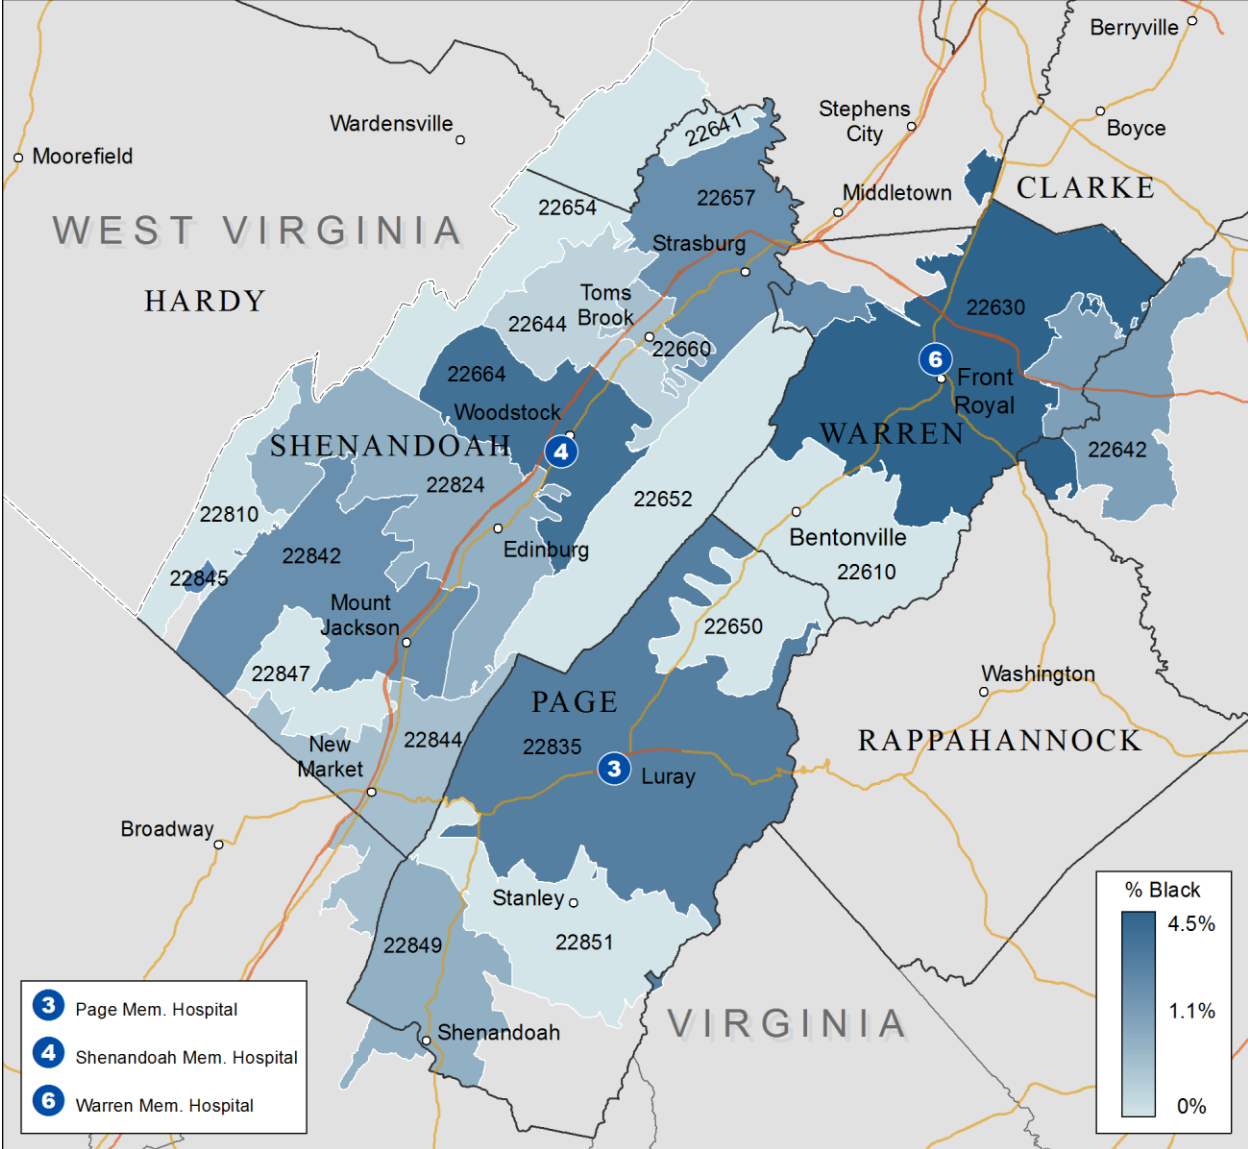 Berryville
Stephens
City
Boyce
Wardensville
Moorefield
22641
CLARKE
Middletown
22657
22654
WEST VIRGINIA
Strasburg
HARDY
Toms
Brook
22630
22644
22660
22664
Front
Royal
6
Woodstock
WARREN
SHENANDOAH
4
22642
22824
22652
22810
Bentonville
Edinburg
22842
22610
22845
Mount
Jackson
22650
22847
Washington
PAGE
RAPPAHANNOCK
22844
22835
New
Market
3
Luray
Broadway
Stanley
22851
22849
VIRGINIA
Shenandoah
% Black
4.5%
1.1%
0%
3 Page Mem. Hospital
4 Shenandoah Mem. Hospital
6 Warren Mem. Hospital